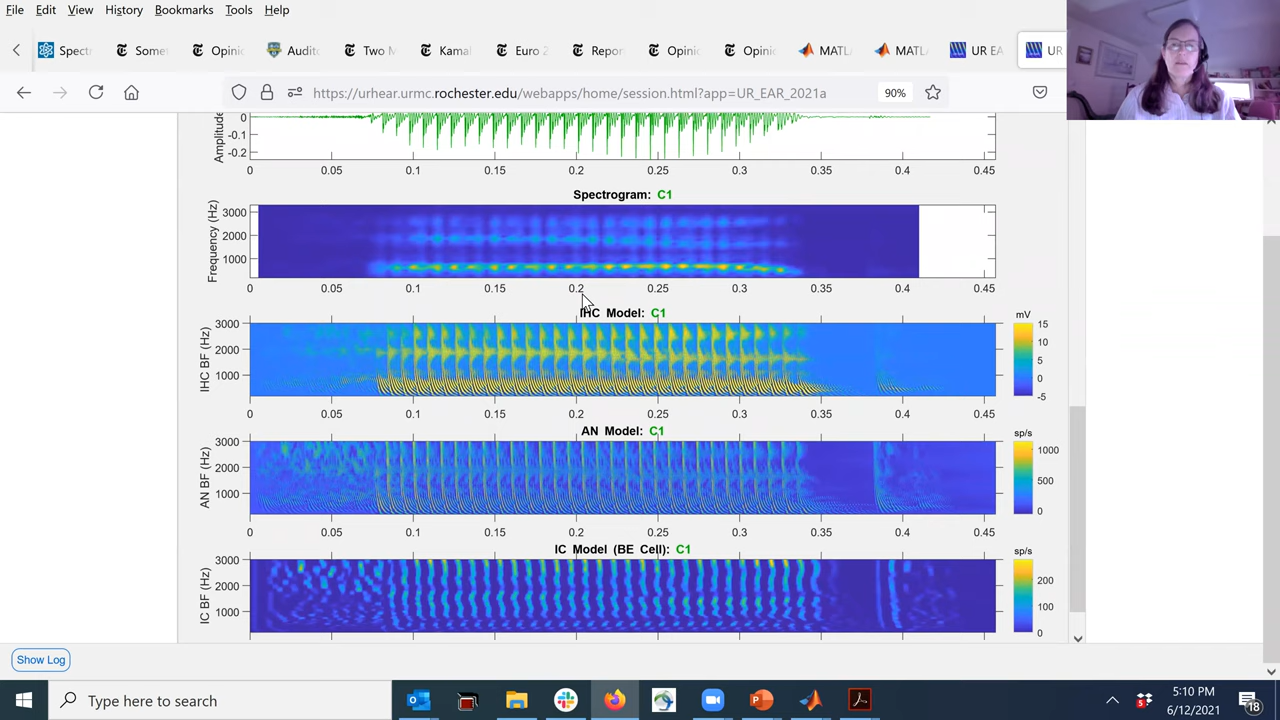 File Edit View History Bookmarks Tools Help
Spectr Somet Opinic Audito Two M Kamal Euro 2 Report Opinic Opinic MATL MATL UR EA UR
https://urhear.urmc.rochester.edu/webapps/home/session.html?app=UR_EAR_2021a 90%
Amplitude
0
-0.1
-0.2
0 0.05 0.1 0.15 0.2 0.25 0.3 0.35 0.4 0.45
Spectrogram: C1
Frequency (Hz)
3000
2000
1000
0 0.05 0.1 0.15 0.2 0.25 0.3 0.35 0.4 0.45
IHC Model: C1
IHC BF (Hz)
3000
2000
1000
mV
15
10
5
0
-5
0 0.05 0.1 0.15 0.2 0.25 0.3 0.35 0.4 0.45
AN Model: C1
AN BF (Hz)
3000
2000
1000
sp/s
1000
500
0
0 0.05 0.1 0.15 0.2 0.25 0.3 0.35 0.4 0.45
IC Model (BE Cell): C1
IC BF (Hz)
3000
2000
1000
sp/s
200
100
0
Show Log
Type here to search
5:10 PM
6/12/2021
18